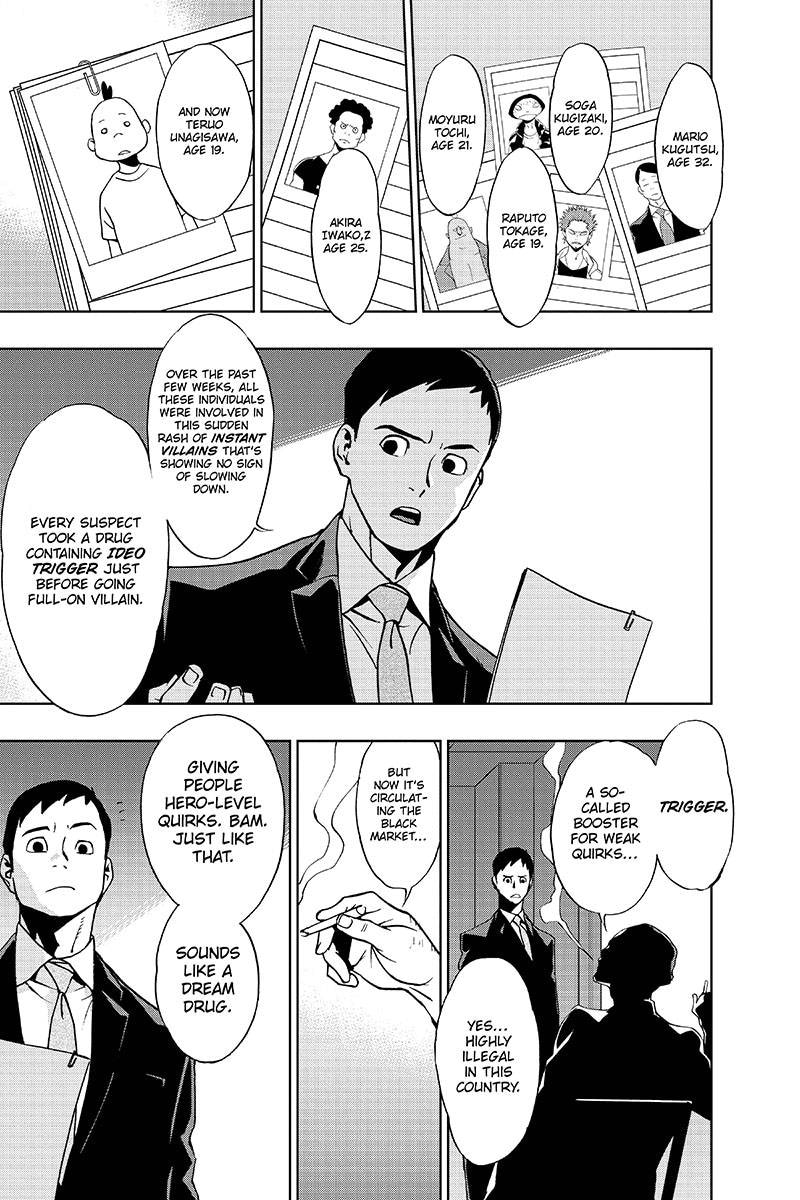 MARIO
KUGUTSU,
AGE 32.
SOGA
KUGIZAKI,
AGE 20.
RAPUTO
TOKAGE,
AGE 19.
MOYURU
TOCHI,
AGE 21.
AKIRA
IWAKO,Z
AGE 25.
AND NOW
TERUO
UNAGISAWA,
AGE 19.
OVER THE PAST
FEW WEEKS, ALL
THESE INDIVIDUALS
WERE INVOLVED IN
THIS SUDDEN
RASH OF INSTANT
VILLAINS THAT'S
SHOWING NO SIGN
OF SLOWING
DOWN.
EVERY SUSPECT
TOOK A DRUG
CONTAINING IDEO
TRIGGER JUST
BEFORE GOING
FULL-ON VILLAIN.
TRIGGER.
A SO-
CALLED
BOOSTER
FOR WEAK
QUIRKS...
YES...
HIGHLY
ILLEGAL
IN THIS
COUNTRY.
BUT
NOW IT'S
CIRCULAT-
ING THE
BLACK
MARKET...
GIVING
PEOPLE
HERO-LEVEL
QUIRKS. BAM.
JUST LIKE
THAT.
SOUNDS
LIKE A
DREAM
DRUG.